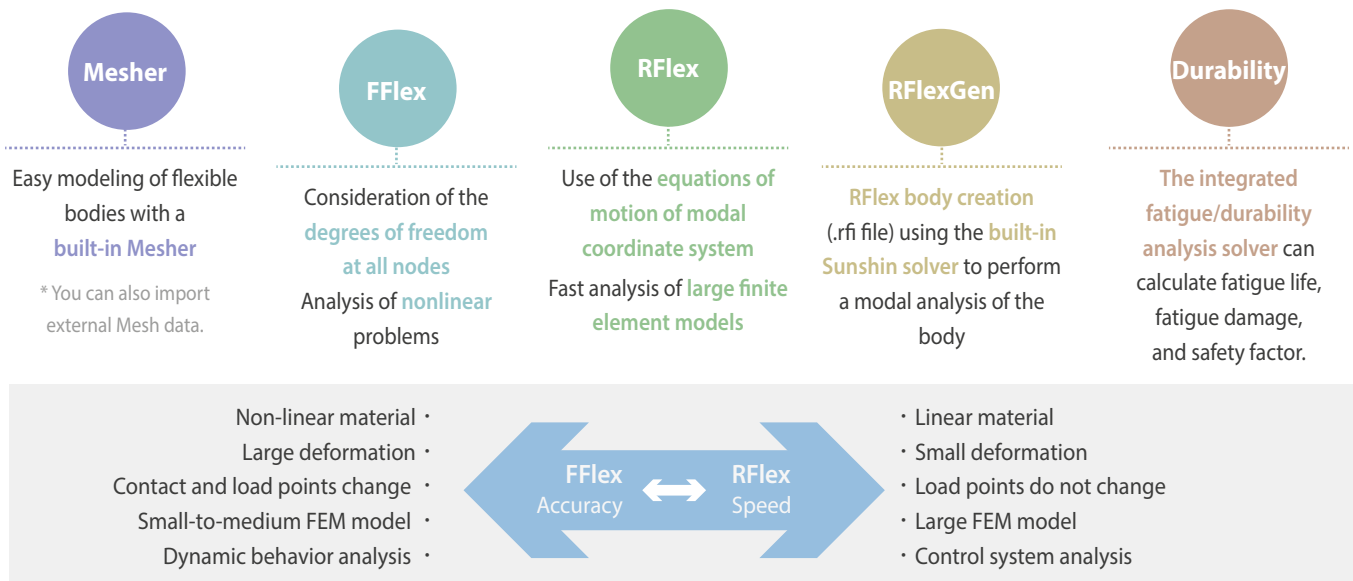 Mesher
Easy modeling of flexible
bodies with a
built-in Mesher
* You can also import
external Mesh data.
FFlex
Consideration of the
degrees of freedom
at all nodes
Analysis of nonlinear
problems
RFlex
Use of the equations of
motion of modal
coordinate system
Fast analysis of large finite
element models
RFlexGen
RFlex body creation
(.rfi file) using the built-in
Sunshin solver to perform
a modal analysis of the
body
Durability
The integrated
fatigue/durability
analysis solver can
calculate fatigue life,
fatigue damage,
and safety factor.
Non-linear material ·
Large deformation ·
Contact and load points change ·
Small-to-medium FEM model ·
Dynamic behavior analysis ·
FFlex
Accuracy
RFlex
Speed
· Linear material
· Small deformation
· Load points do not change
· Large FEM model
· Control system analysis